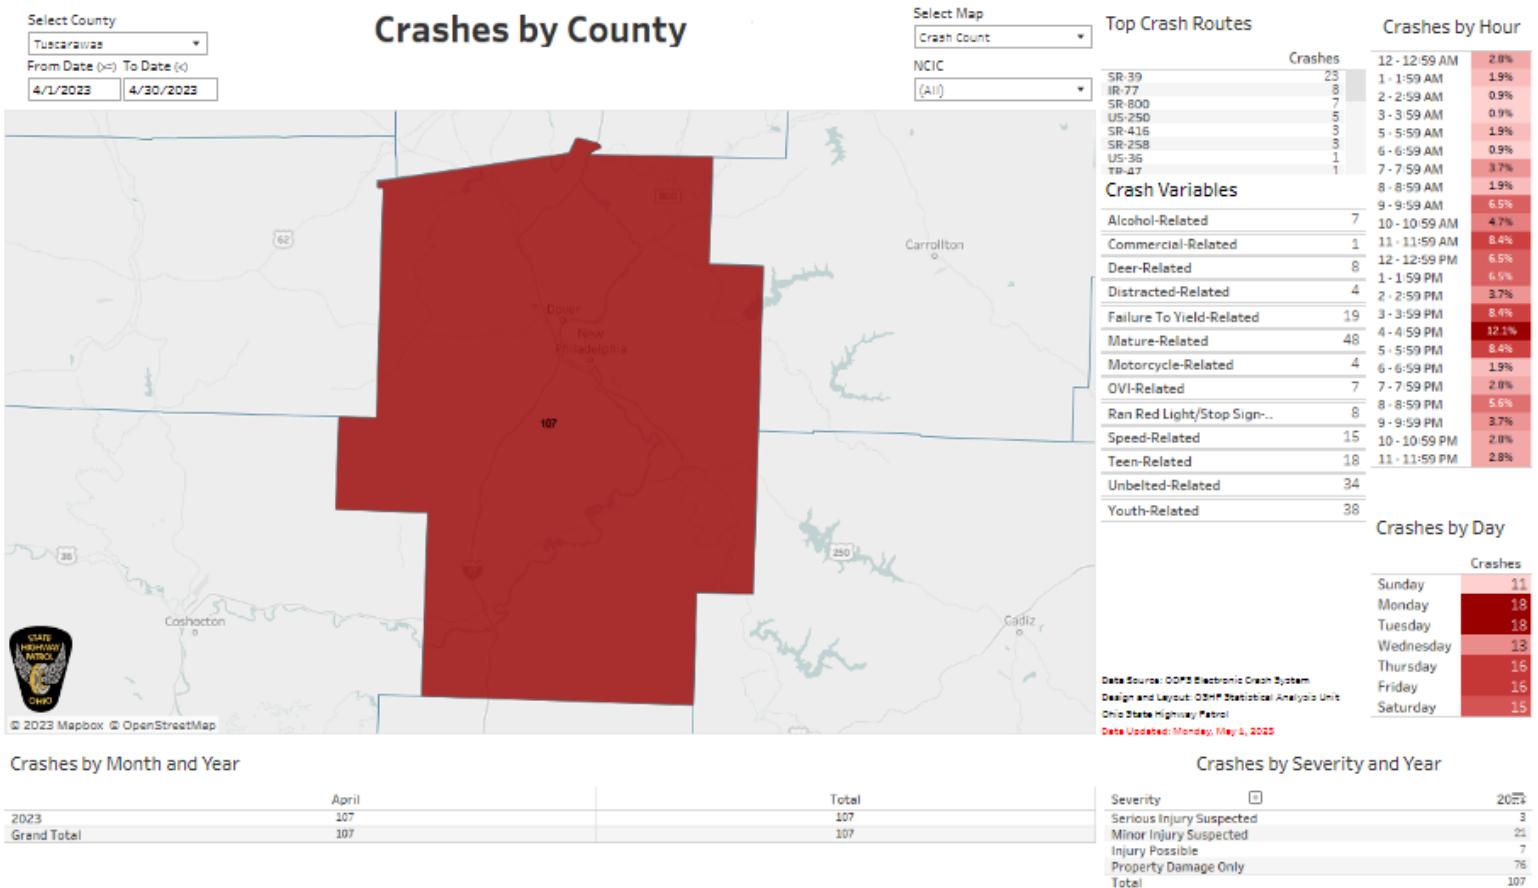 Select County
Tuscarawas
From Date (>=) To Date (<)
4/1/2023 4/30/2023
Crashes by County
Select Map
Crash Count
NCIC
(All)
62
800
Carrollton
Dover
New
Philadelphia
107
36
77
250
Coshocton
Cadiz
STATE
HIGHWAY
PATROL
OHIO
© 2023 Mapbox © OpenStreetMap
Top Crash Routes
Crashes
SR-39 23
IR-77 8
SR-800 7
US-250 5
SR-416 3
SR-258 3
US-36 1
TR-47 1
Crash Variables
Alcohol-Related 7
Commercial-Related 1
Deer-Related 8
Distracted-Related 4
Failure To Yield-Related 19
Mature-Related 48
Motorcycle-Related 4
OVI-Related 7
Ran Red Light/Stop Sign-.. 8
Speed-Related 15
Teen-Related 18
Unbelted-Related 34
Youth-Related 38
Data Source: ODPS Electronic Crash System
Design and Layout: OSHP Statistical Analysis Unit
Ohio State Highway Patrol
Data Updated: Monday, May 1, 2023
Crashes by Hour
12 - 12:59 AM 2.8%
1 - 1:59 AM 1.9%
2 - 2:59 AM 0.9%
3 - 3:59 AM 0.9%
5 - 5:59 AM 1.9%
6 - 6:59 AM 0.9%
7 - 7:59 AM 3.7%
8 - 8:59 AM 1.9%
9 - 9:59 AM 6.5%
10 - 10:59 AM 4.7%
11 - 11:59 AM 8.4%
12 - 12:59 PM 6.5%
1 - 1:59 PM 6.5%
2 - 2:59 PM 3.7%
3 - 3:59 PM 8.4%
4 - 4:59 PM 12.1%
5 - 5:59 PM 8.4%
6 - 6:59 PM 1.9%
7 - 7:59 PM 2.8%
8 - 8:59 PM 5.6%
9 - 9:59 PM 3.7%
10 - 10:59 PM 2.8%
11 - 11:59 PM 2.8%
Crashes by Day
Crashes
Sunday 11
Monday 18
Tuesday 18
Wednesday 13
Thursday 16
Friday 16
Saturday 15
Crashes by Month and Year
April Total
2023 107 107
Grand Total 107 107
Crashes by Severity and Year
Severity
Serious Injury Suspected 3
Minor Injury Suspected 21
Injury Possible 7
Property Damage Only 76
Total 107